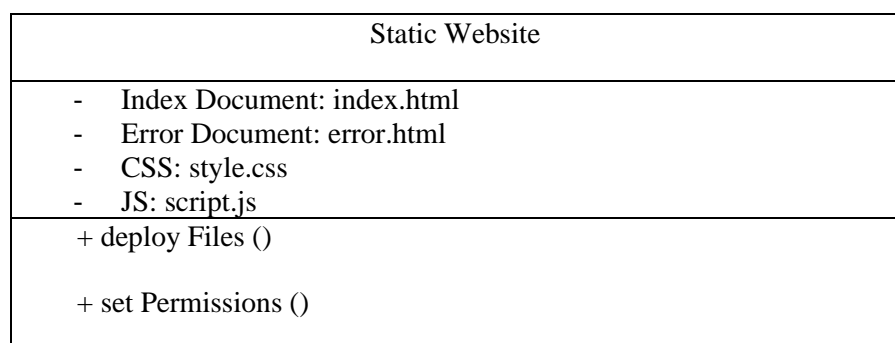 Static Website
- Index Document: index.html
- Error Document: error.html
- CSS: style.css
- JS: script.js
+ deploy Files ()
+ set Permissions ()